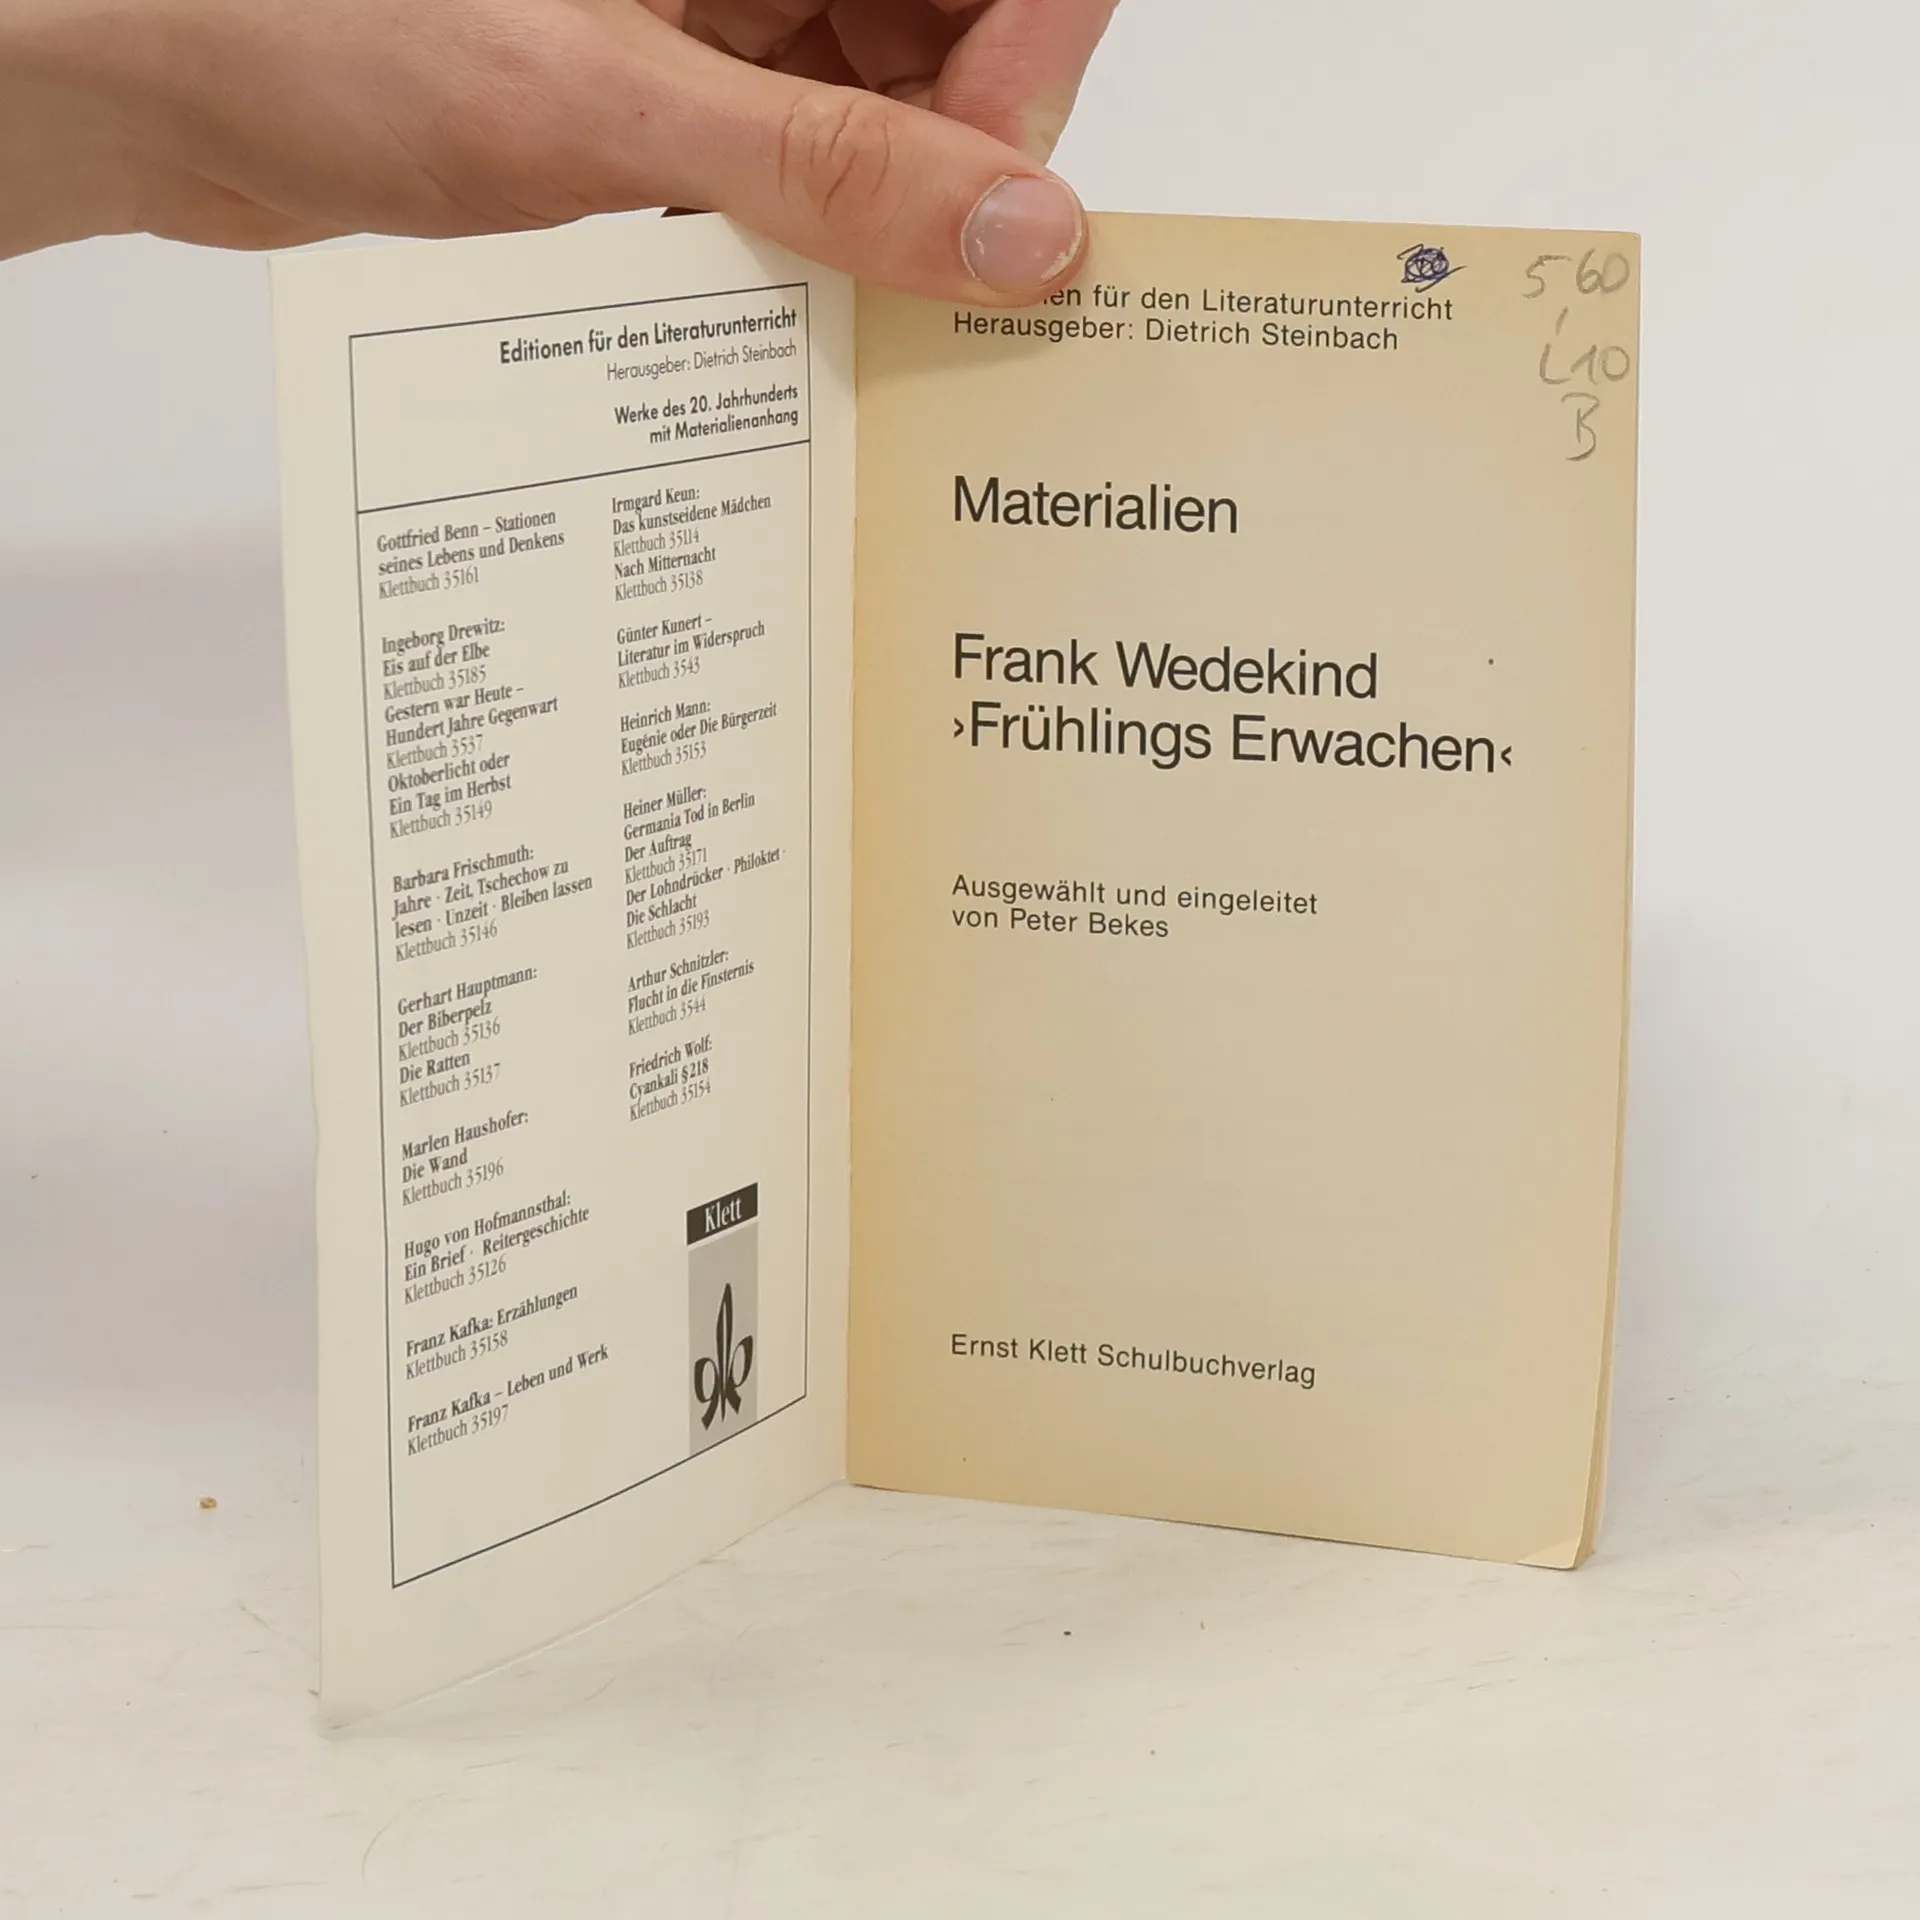 Editionen für den Literaturunterricht
Herausgeber: Dietrich Steinbach
Werke des 20. Jahrhunderts
mit Materialienanhang
Gottfried Benn – Stationen
seines Lebens und Denkens
Klettbuch 35161
Ingeborg Drewitz:
Eis auf der Elbe
Klettbuch 35185
Gestern war Heute –
Hundert Jahre Gegenwart
Klettbuch 3537
Oktoberlicht oder
Ein Tag im Herbst
Klettbuch 35149
Barbara Frischmuth:
Jahre · Zeit, Tschechow zu
lesen · Unzeit · Bleiben lassen
Klettbuch 35146
Gerhart Hauptmann:
Der Biberpelz
Klettbuch 35136
Die Ratten
Klettbuch 35137
Marlen Haushofer:
Die Wand
Klettbuch 35196
Hugo von Hofmannsthal:
Ein Brief · Reitergeschichte
Klettbuch 35126
Franz Kafka: Erzählungen
Klettbuch 35158
Franz Kafka – Leben und Werk
Klettbuch 35197
Irmgard Keun:
Das kunstseidene Mädchen
Klettbuch 35114
Nach Mitternacht
Klettbuch 35138
Günter Kunert –
Literatur im Widerspruch
Klettbuch 3543
Heinrich Mann:
Eugénie oder Die Bürgerzeit
Klettbuch 35153
Heiner Müller:
Germania Tod in Berlin
Der Auftrag
Klettbuch 35171
Der Lohndrücker · Philoktet ·
Die Schlacht
Klettbuch 35193
Arthur Schnitzler:
Flucht in die Finsternis
Klettbuch 3544
Friedrich Wolf:
Cyankali § 218
Klettbuch 35154
Klett
für den Literaturunterricht
Herausgeber: Dietrich Steinbach
5,60
L10
B
Materialien
Frank Wedekind
›Frühlings Erwachen‹
Ausgewählt und eingeleitet
von Peter Bekes
Ernst Klett Schulbuchverlag